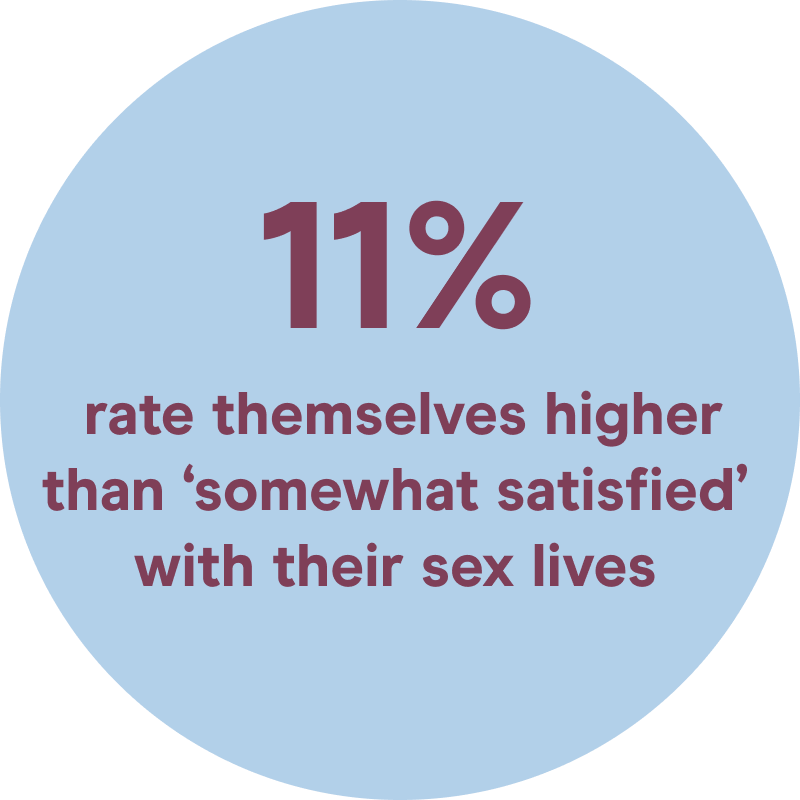 11%
rate themselves higher
than ‘somewhat satisfied’
with their sex lives